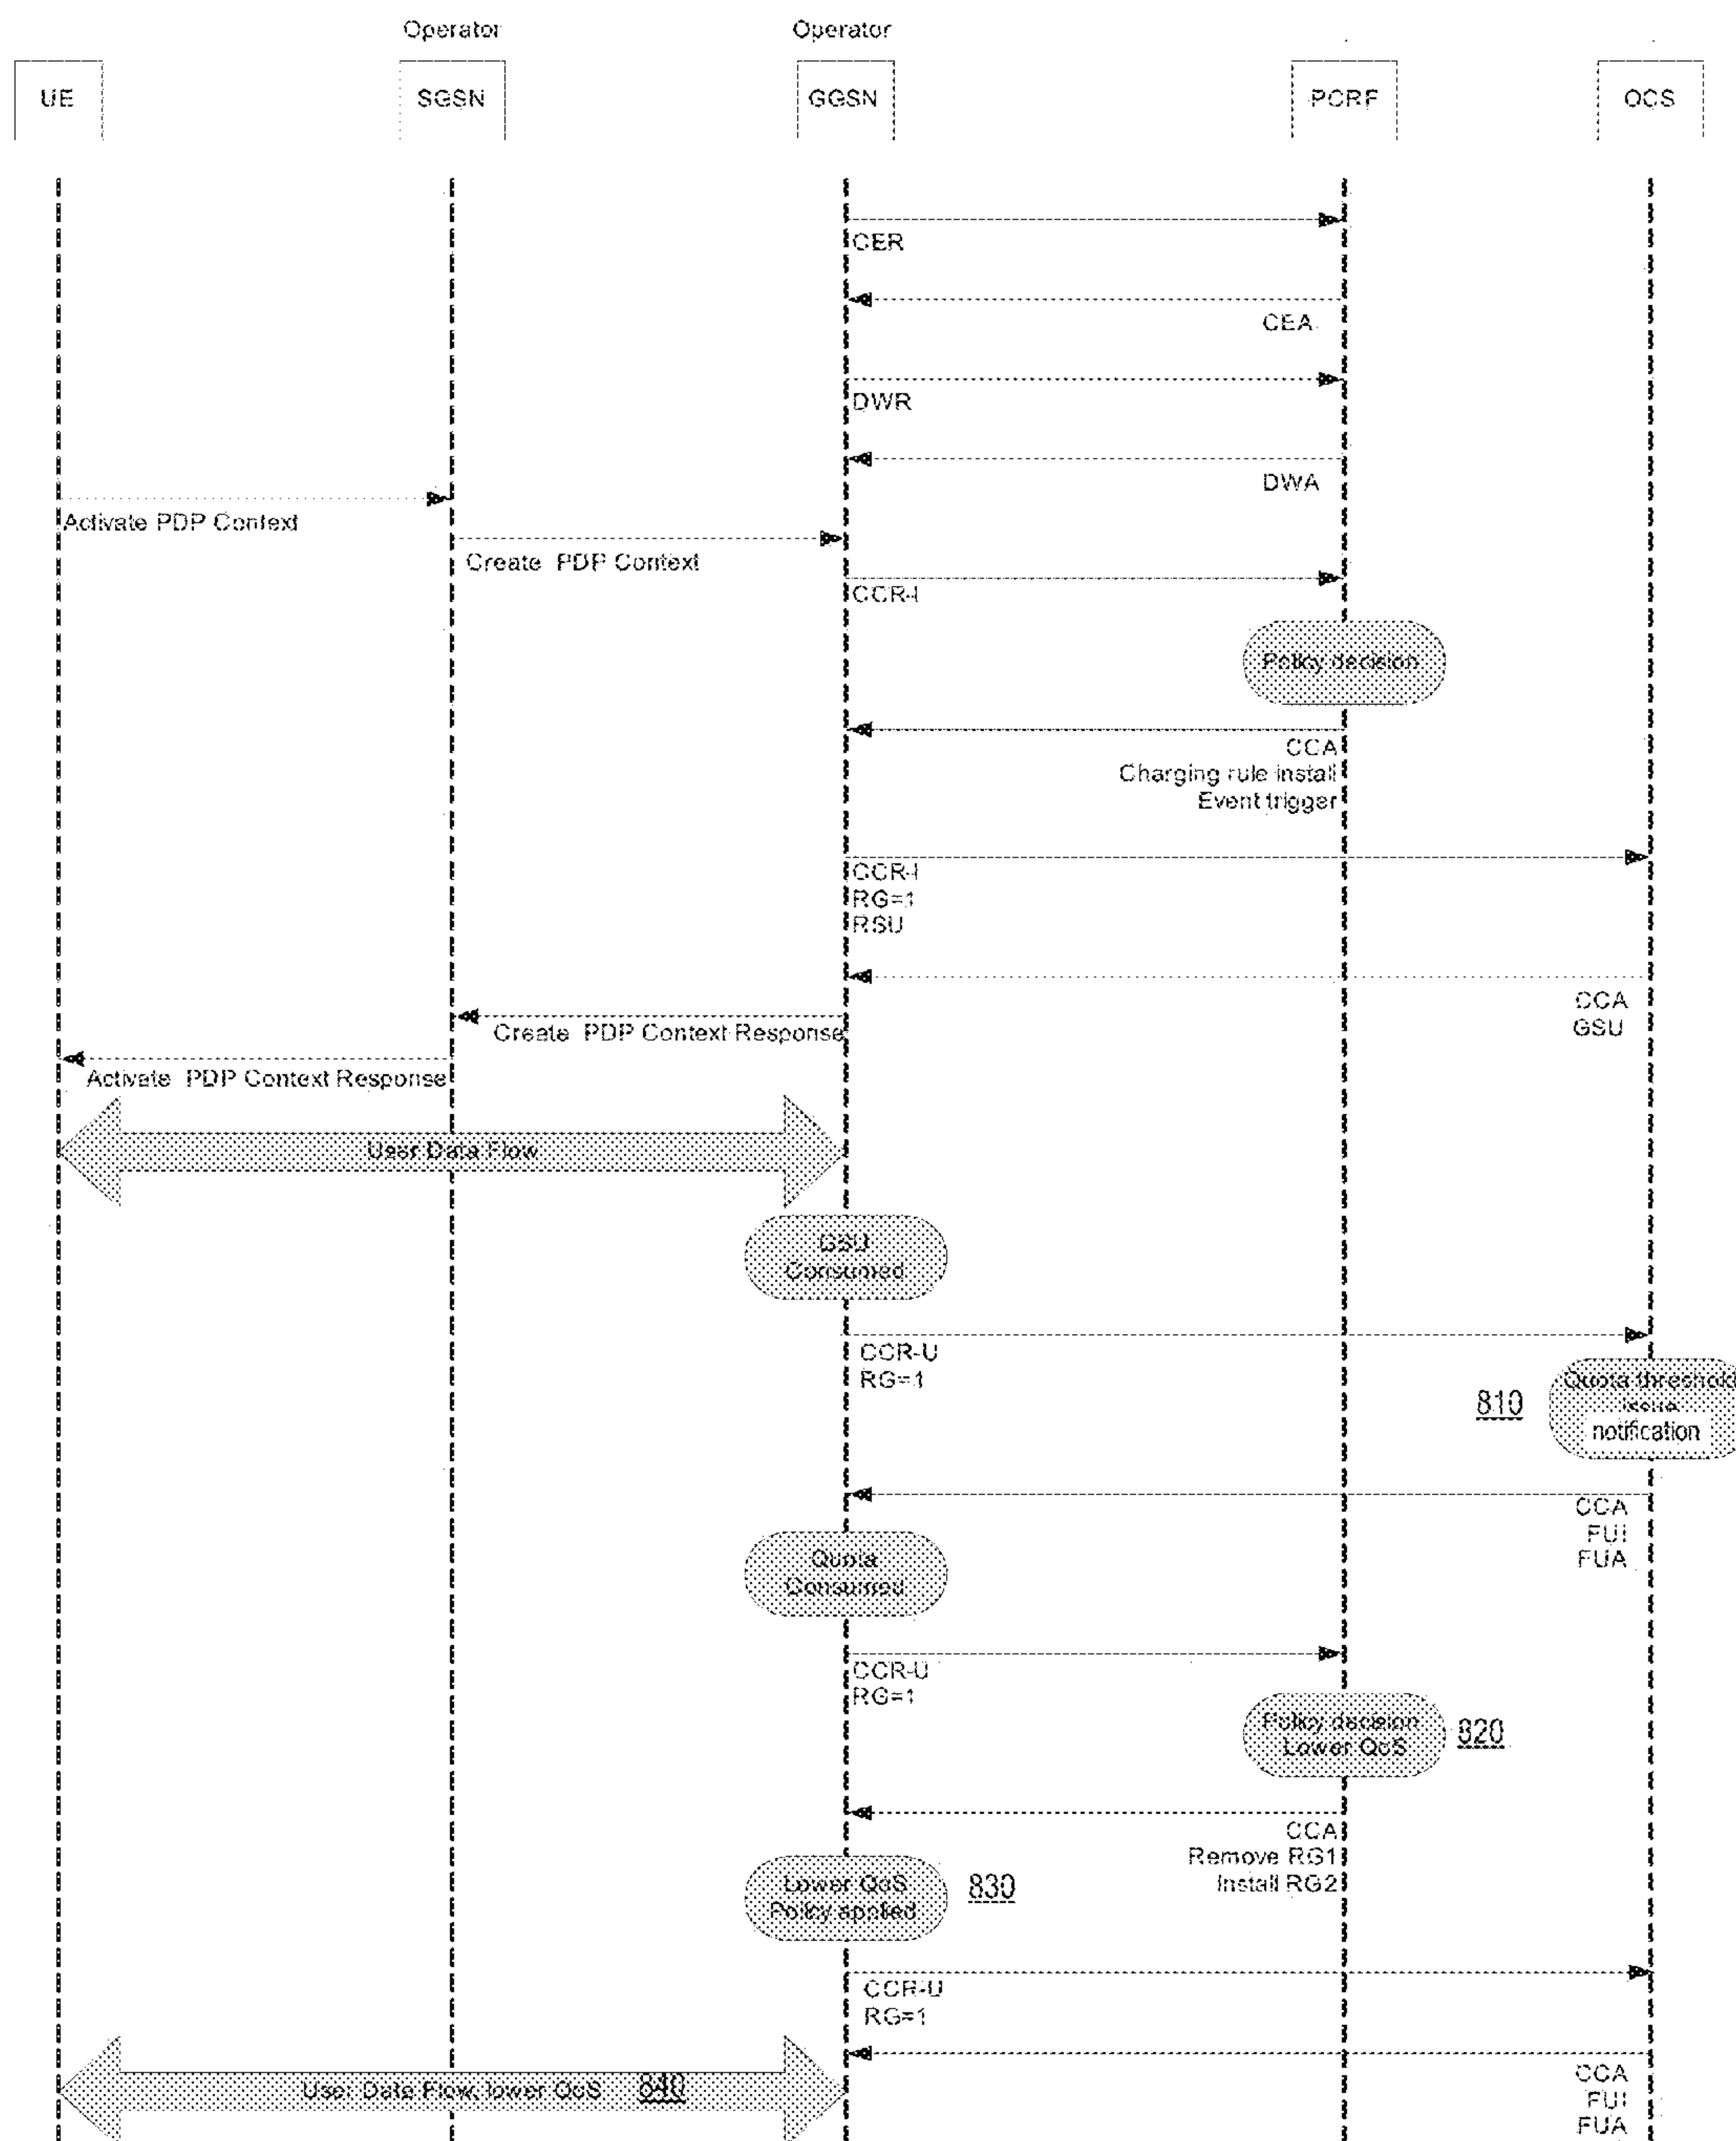 Operator
Operator
UE
SGSN
GGSN
PCRF
OCS
CER
CEA
DWR
DWA
Activate PDP Context
Create PDP Context
CCR-I
Policy decision
CCA
Charging rule install
Event trigger
CCR-I
RG=1
RSU
CCA
GSU
Create PDP Context Response
Activate PDP Context Response
User Data Flow
GSU
Consumed
CCR-U
RG=1
810
Quota threshold
issue
notification
CCA
FUI
FUA
Quota
Consumed
CCR-U
RG=1
Policy decision
Lower QoS
820
CCA
Remove RG1
Install RG2
Lower QoS
Policy applied
830
CCR-U
RG=1
User Data Flow, lower QoS 840
CCA
FUI
FUA